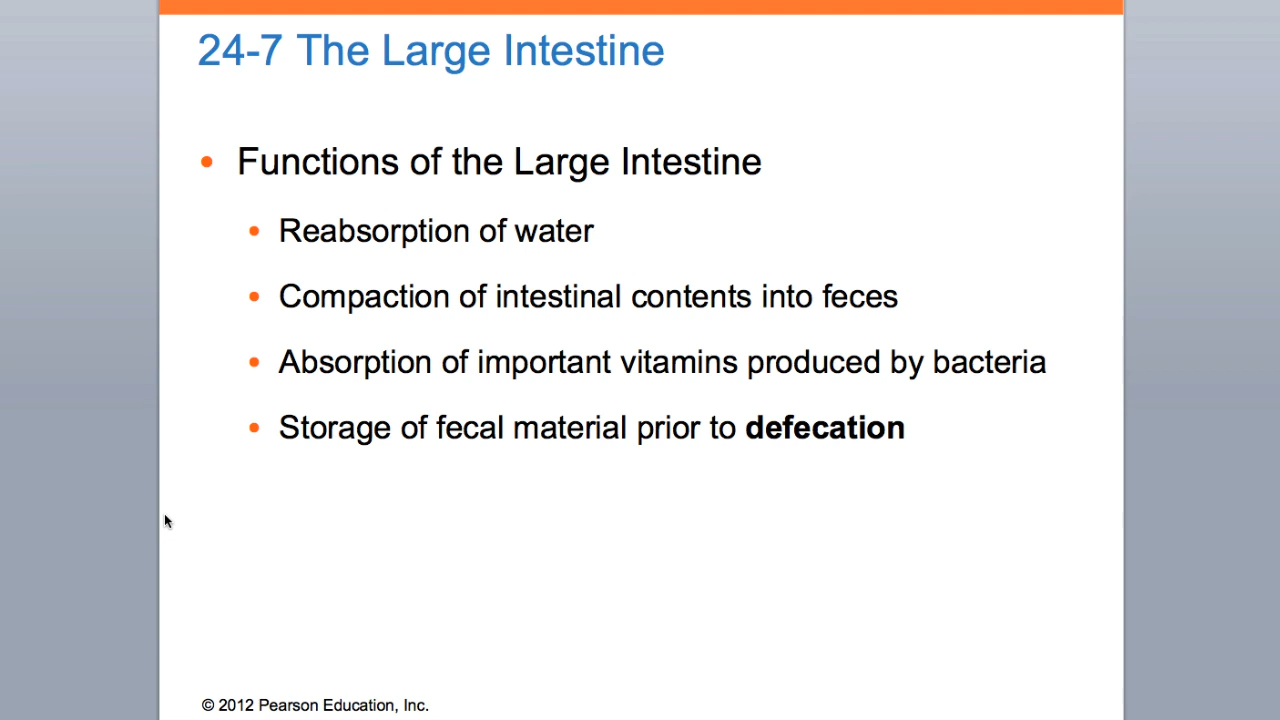 24-7 The Large Intestine
• Functions of the Large Intestine
• Reabsorption of water
• Compaction of intestinal contents into feces
• Absorption of important vitamins produced by bacteria
• Storage of fecal material prior to defecation
© 2012 Pearson Education, Inc.